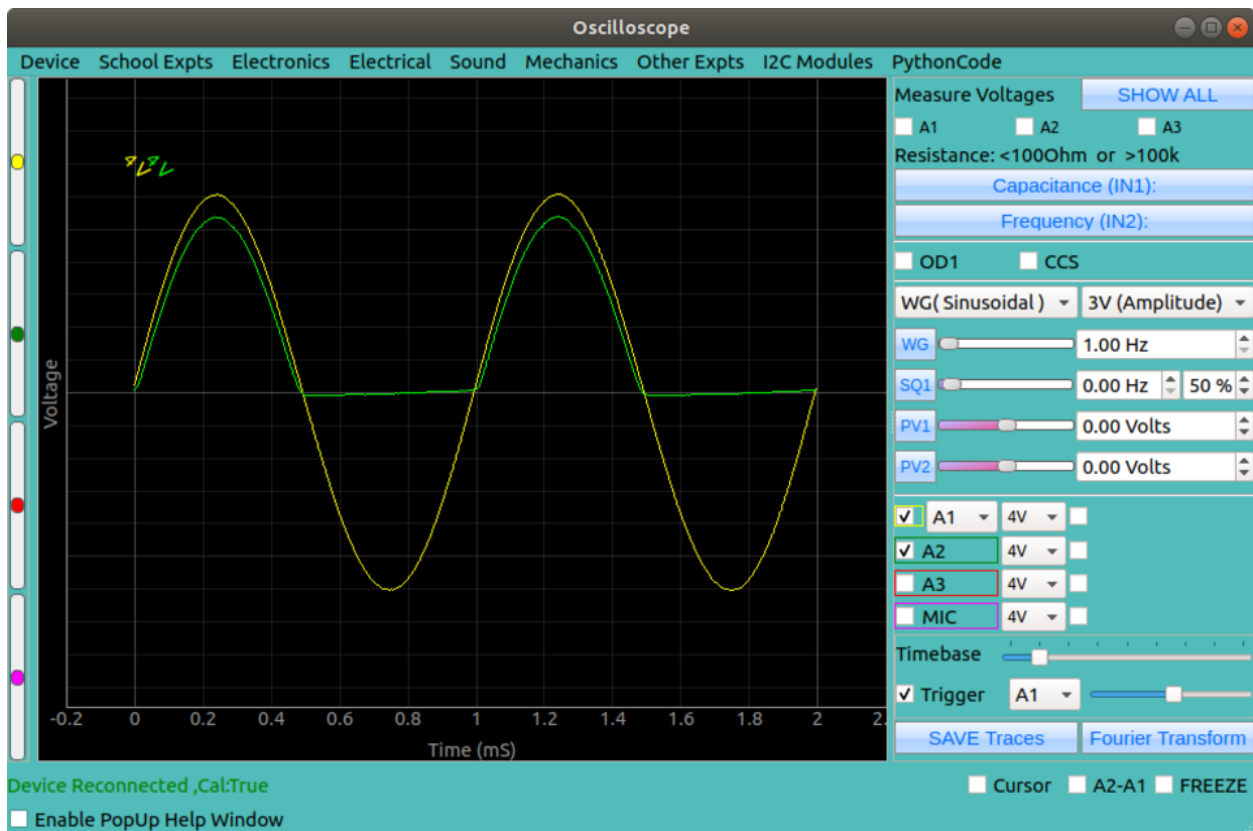 Oscilloscope
Device School Expts Electronics Electrical Sound Mechanics Other Expts I2C Modules PythonCode
Measure Voltages SHOW ALL
A1 A2 A3
Resistance: <100Ohm or >100k
Capacitance (IN1):
Frequency (IN2):
OD1 CCS
WG( Sinusoidal ) 3V (Amplitude)
WG 1.00 Hz
SQ1 0.00 Hz 50 %
PV1 0.00 Volts
PV2 0.00 Volts
A1 4V
A2 4V
A3 4V
MIC 4V
Timebase
Trigger A1
SAVE Traces Fourier Transform
Voltage
4V 4V
-0.2 0 0.2 0.4 0.6 0.8 1 1.2 1.4 1.6 1.8 2 2.
Time (mS)
Device Reconnected ,Cal:True
Cursor A2-A1 FREEZE
Enable PopUp Help Window